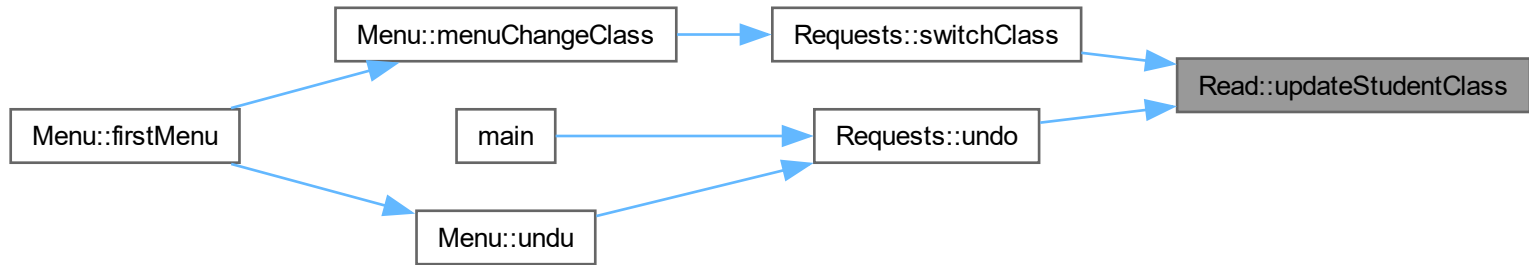 Menu::menuChangeClass
Requests::switchClass
Read::updateStudentClass
Menu::firstMenu
main
Requests::undo
Menu::undu